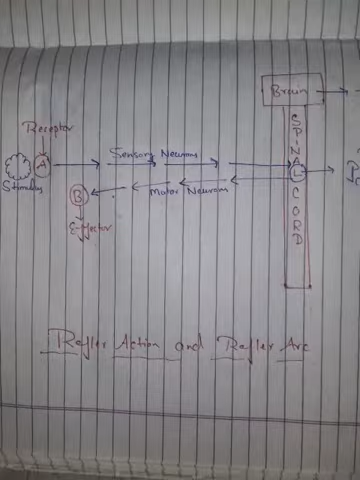 Brain
Receptor
A
Sensory Neurons
Stimulus
SPINAL CORD
B
Motor Neurons
Effector
Reflex Action and Reflex Arc